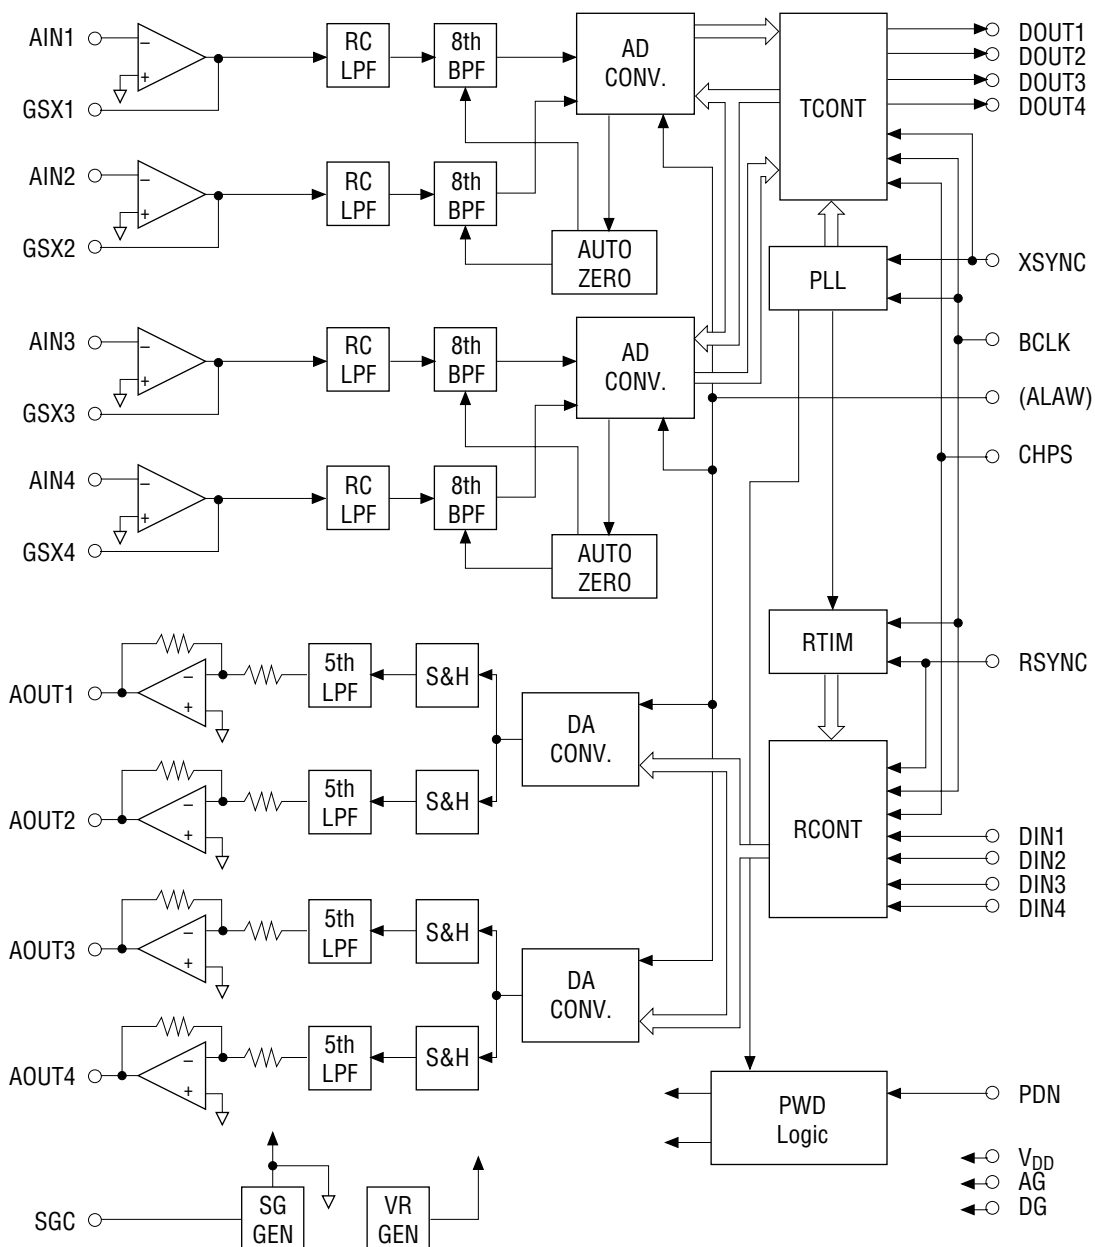 AIN1
GSX1
−
+
RC
LPF
8th
BPF
AD
CONV.
TCONT
DOUT1
DOUT2
DOUT3
DOUT4
AIN2
GSX2
−
+
RC
LPF
8th
BPF
AUTO
ZERO
PLL
XSYNC
BCLK
(ALAW)
CHPS
AIN3
GSX3
−
+
RC
LPF
8th
BPF
AD
CONV.
AIN4
GSX4
−
+
RC
LPF
8th
BPF
AUTO
ZERO
RTIM
RSYNC
AOUT1
−
+
5th
LPF
S&H
DA
CONV.
AOUT2
−
+
5th
LPF
S&H
RCONT
DIN1
DIN2
DIN3
DIN4
AOUT3
−
+
5th
LPF
S&H
DA
CONV.
AOUT4
−
+
5th
LPF
S&H
PWD
Logic
PDN
VDD
AG
DG
SGC
SG
GEN
VR
GEN